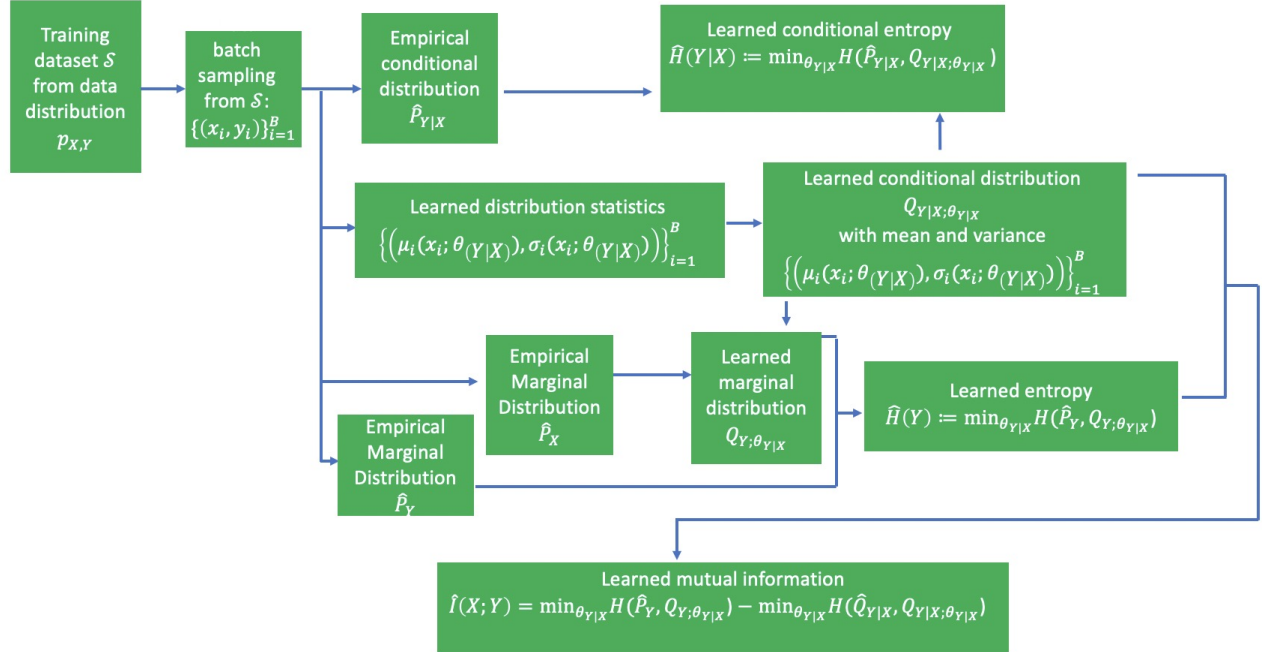 Training
dataset 𝒮
from data
distribution
p_{X,Y}
batch
sampling
from 𝒮:
{(x_i, y_i)}_{i=1}^B
Empirical
conditional
distribution
P̂_{Y|X}
Learned conditional entropy
Ĥ(Y|X) ≔ min_{θ_{Y|X}} H(P̂_{Y|X}, Q_{Y|X;θ_{Y|X}})
Learned distribution statistics
{(μ_i(x_i; θ_{(Y|X)}), σ_i(x_i; θ_{(Y|X)}))}_{i=1}^B
Learned conditional distribution
Q_{Y|X;θ_{Y|X}}
with mean and variance
{(μ_i(x_i; θ_{(Y|X)}), σ_i(x_i; θ_{(Y|X)}))}_{i=1}^B
Empirical
Marginal
Distribution
P̂_X
Learned
marginal
distribution
Q_{Y;θ_{Y|X}}
Learned entropy
Ĥ(Y) ≔ min_{θ_{Y|X}} H(P̂_Y, Q_{Y;θ_{Y|X}})
Empirical
Marginal
Distribution
P̂_Y
Learned mutual information
Î(X; Y) = min_{θ_{Y|X}} H(P̂_Y, Q_{Y;θ_{Y|X}}) − min_{θ_{Y|X}} H(Q̂_{Y|X}, Q_{Y|X;θ_{Y|X}})